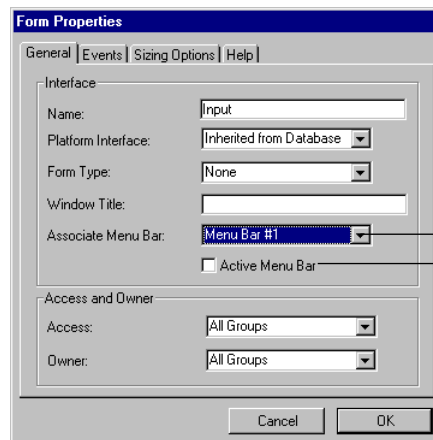 Form Properties
General Events Sizing Options Help
Interface
Name: Input
Platform Interface: Inherited from Database
Form Type: None
Window Title:
Associate Menu Bar: Menu Bar #1
Active Menu Bar
Access and Owner
Access: All Groups
Owner: All Groups
Cancel OK